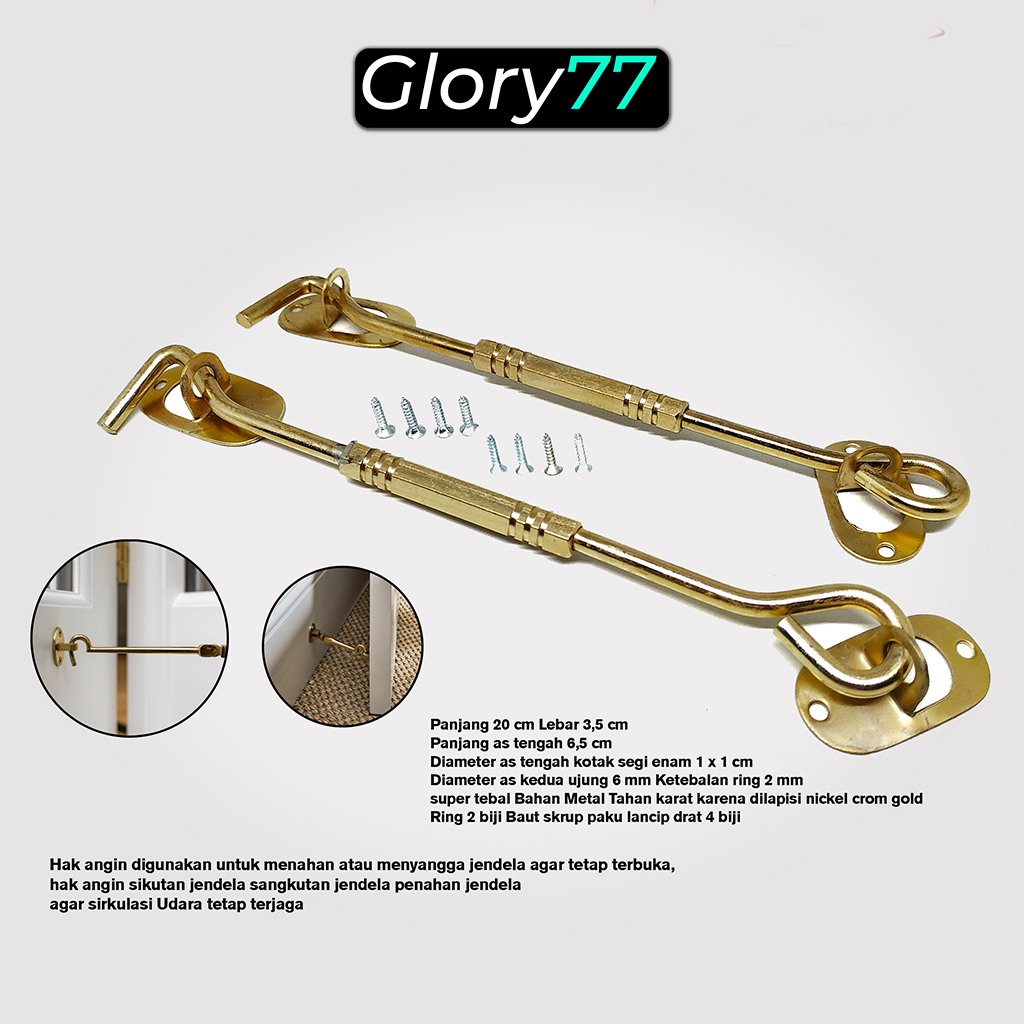 Glory77
Panjang 20 cm Lebar 3,5 cm
Panjang as tengah 6,5 cm
Diameter as tengah kotak segi enam 1 x 1 cm
Diameter as kedua ujung 6 mm Ketebalan ring 2 mm
super tebal Bahan Metal Tahan karat karena dilapisi nickel crom gold
Ring 2 biji Baut skrup paku lancip drat 4 biji
Hak angin digunakan untuk menahan atau menyangga jendela agar tetap terbuka,
hak angin sikutan jendela sangkutan jendela penahan jendela
agar sirkulasi Udara tetap terjaga